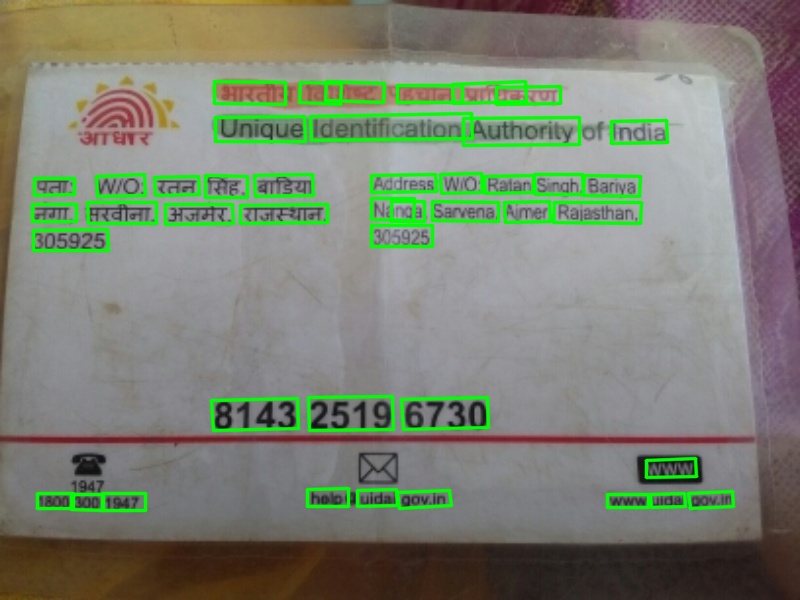 भारतीय विशिष्ट पहचान प्राधिकरण
आधार
Unique Identification Authority of India
पता: W/O: रतन सिंह, बाडिया
नगा, सरवीना, अजमेर, राजस्थान,
305925
Address W/O: Ratan Singh, Bariya
Nanga Sarvena Ajmer Rajasthan,
305925
8143 2519 6730
1947
1800 300 1947
help@uidai.gov.in
www
www.uidai.gov.in